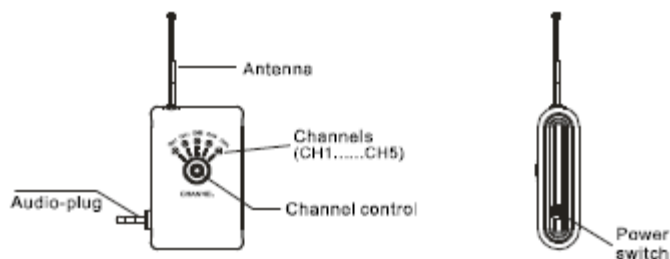 Antenna
Channels
(CH1......CH5)
Audio-plug
CHANNEL
Channel control
Power
switch